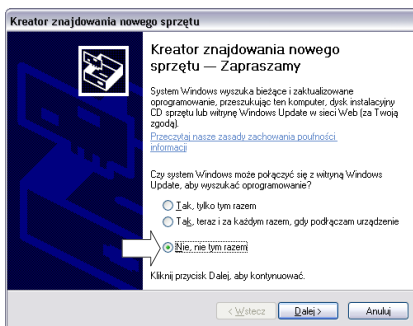 Kreator znajdowania nowego sprzętu
Kreator znajdowania nowego
sprzętu — Zapraszamy
System Windows wyszuka bieżące i zaktualizowane
oprogramowanie, przeszukując ten komputer, dysk instalacyjny
CD sprzętu lub witrynę Windows Update w sieci Web (za Twoją
zgodą).
Przeczytaj nasze zasady zachowania poufności
informacji
Czy system Windows może połączyć się z witryną Windows
Update, aby wyszukać oprogramowanie?
Tak, tylko tym razem
Tak, teraz i za każdym razem, gdy podłączam urządzenie
Nie, nie tym razem
Kliknij przycisk Dalej, aby kontynuować.
< Wstecz Dalej > Anuluj